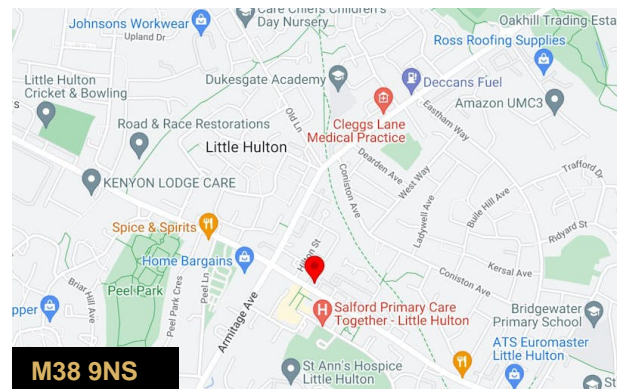 Care Chiefs Children's
Day Nursery
Johnsons Workwear
Upland Dr
Oakhill Trading Esta
Ross Roofing Supplies
Little Hulton
Cricket & Bowling
s
Dukesgate Academy
Deccans Fuel
Amazon UMC3
Old Ln
Cleggs Lane
Medical Practice
Eastham Way
Road & Race Restorations
Little Hulton
Dearden Ave
West Way
Trafford Dr
KENYON LODGE CARE
Coniston Ave
Ladywell Ave
Buile Hill Ave
Ridyard St
Spice & Spirits
Hilton St
Home Bargains
Kersal Ave
Briar Hill Ave
Peel Park
Peel Park Cres
Peel Ln
Armitage Ave
Coniston Ave
pper
Salford Primary Care
Together - Little Hulton
Bridgewater
Primary School
ATS Euromaster
Little Hulton
St Ann's Hospice
Little Hulton
M38 9NS